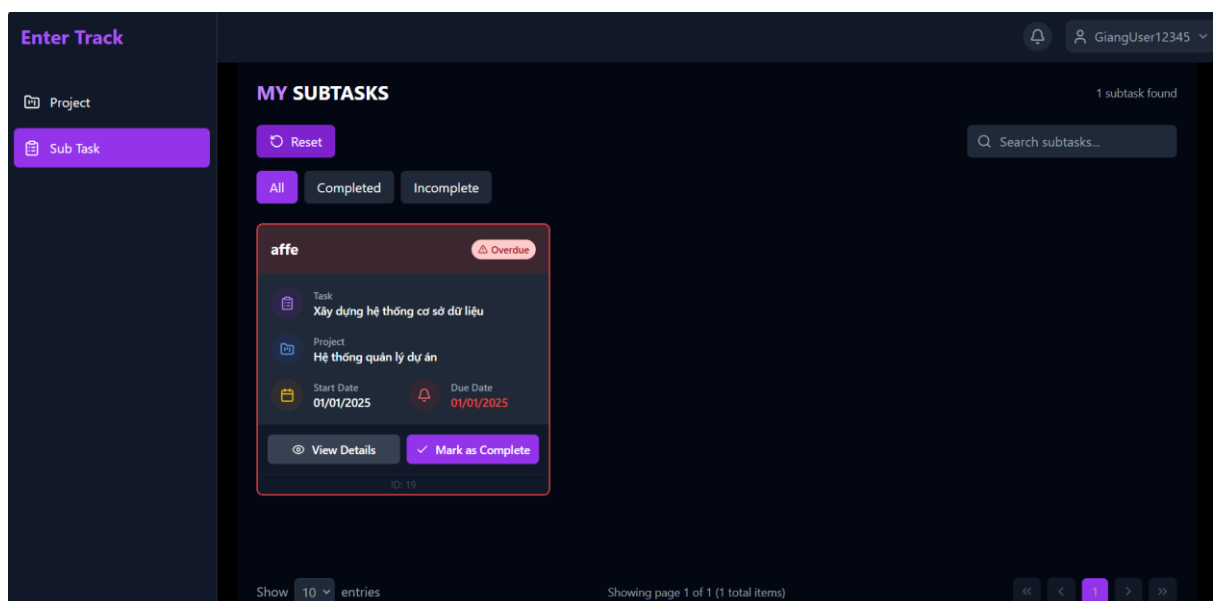 Enter Track
GiangUser12345
Project
Sub Task
MY SUBTASKS
1 subtask found
Reset
Search subtasks...
All Completed Incomplete
affe
Overdue
Task
Xây dựng hệ thống cơ sở dữ liệu
Project
Hệ thống quản lý dự án
Start Date Due Date
01/01/2025 01/01/2025
View Details Mark as Complete
ID: 19
Show 10 entries Showing page 1 of 1 (1 total items) « < 1 > »